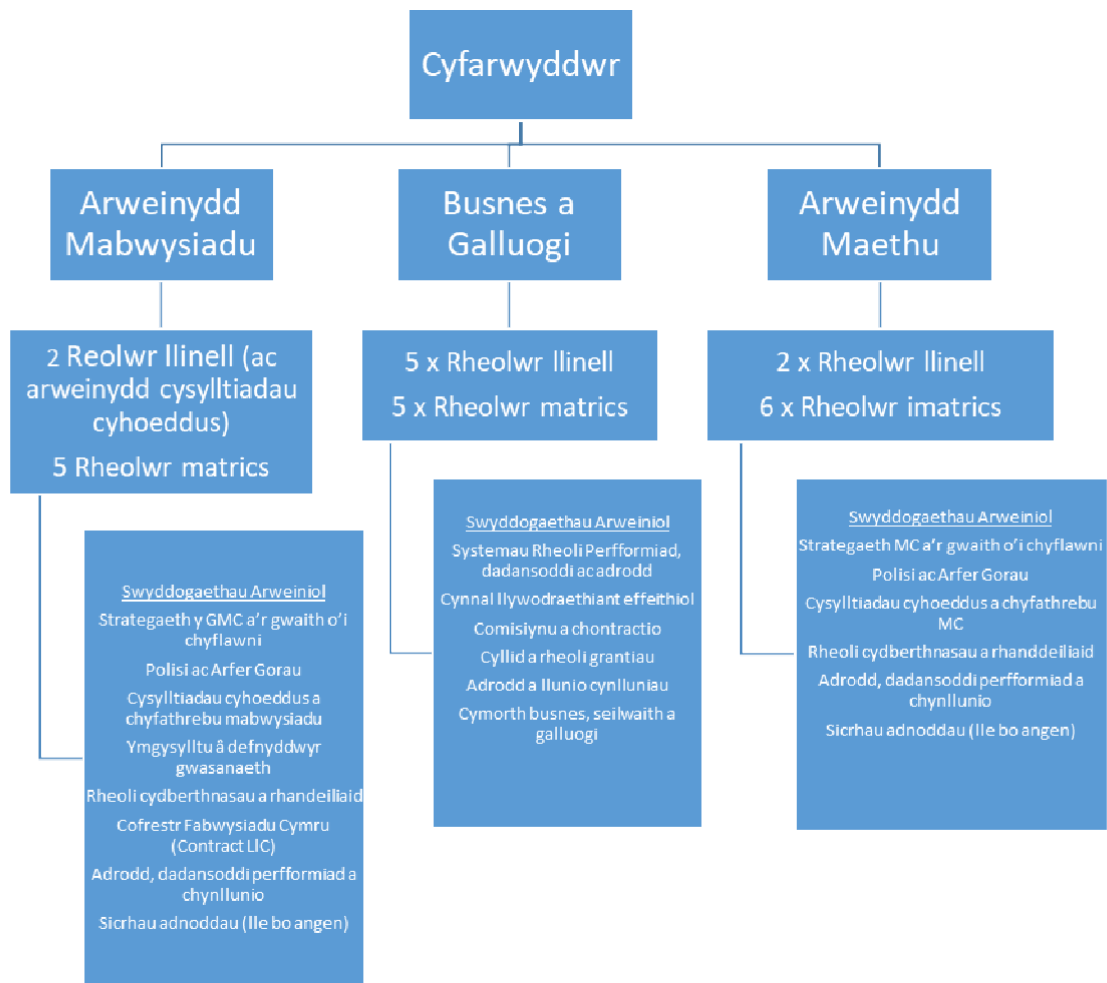 Cyfarwyddwr
Arweinydd
Mabwysiadu
Busnes a
Galluogi
Arweinydd
Maethu
2 Reolwr llinell (ac
arweinydd cysylltiadau
cyhoeddus)
5 Rheolwr matrics
5 x Rheolwr llinell
5 x Rheolwr matrics
2 x Rheolwr llinell
6 x Rheolwr imatrics
Swyddogaethau Arweiniol
Strategaeth y GMC a'r gwaith o'i
chyflawni
Polisi ac Arfer Gorau
Cysylltiadau cyhoeddus a
chyfathrebu mabwysiadu
Ymgysylltu â defnyddwyr
gwasanaeth
Rheoli cydberthnasau a rhandeiliaid
Cofrestr Fabwysiadu Cymru
(Contract LlC)
Adrodd, dadansoddi perfformiad a
chynllunio
Sicrhau adnoddau (lle bo angen)
Swyddogaethau Arweiniol
Systemau Rheoli Perfformiad,
dadansoddi ac adrodd
Cynnal llywodraethiant effeithiol
Comisiynu a chontractio
Cyllid a rheoli grantiau
Adrodd a llunio cynlluniau
Cymorth busnes, seilwaith a
galluogi
Swyddogaethau Arweiniol
Strategaeth MC a'r gwaith o'i chyflawni
Polisi ac Arfer Gorau
Cysylltiadau cyhoeddus a chyfathrebu
MC
Rheoli cydberthnasau a rhanddeiliaid
Adrodd, dadansoddi perfformiad a
chynllunio
Sicrhau adnoddau (lle bo angen)